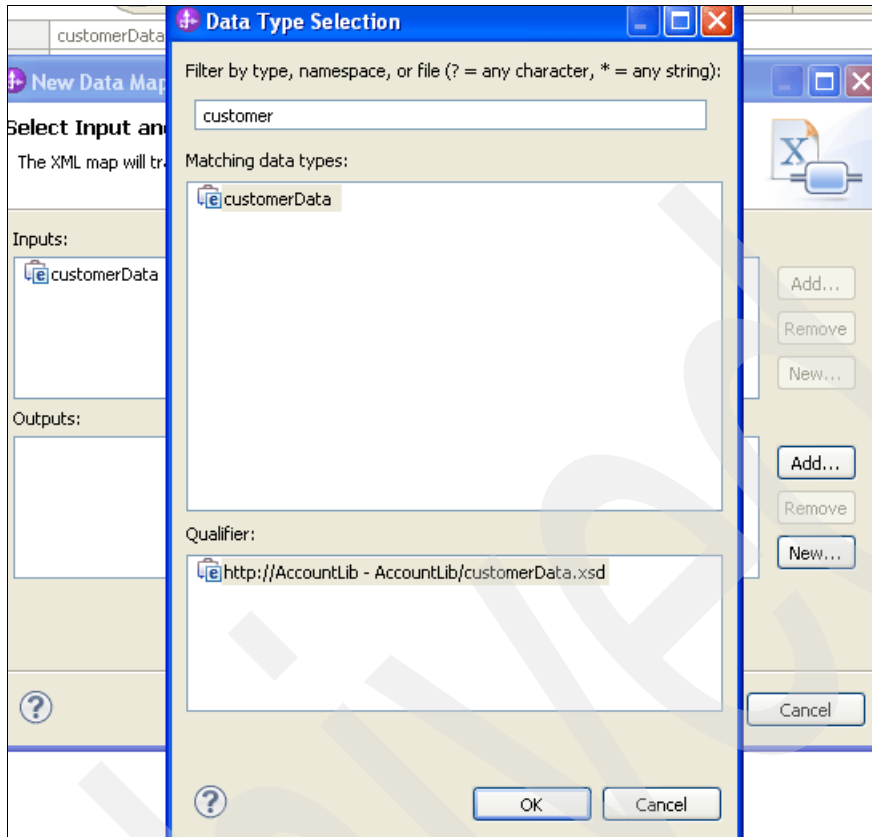 customerData
Data Type Selection
New Data Map
Select Input an
The XML map will tr
Filter by type, namespace, or file (? = any character, * = any string):
customer
Matching data types:
customerData
Inputs:
customerData
Add...
Remove
New...
Outputs:
Add...
Remove
New...
Qualifier:
http://AccountLib - AccountLib/customerData.xsd
Cancel
OK
Cancel